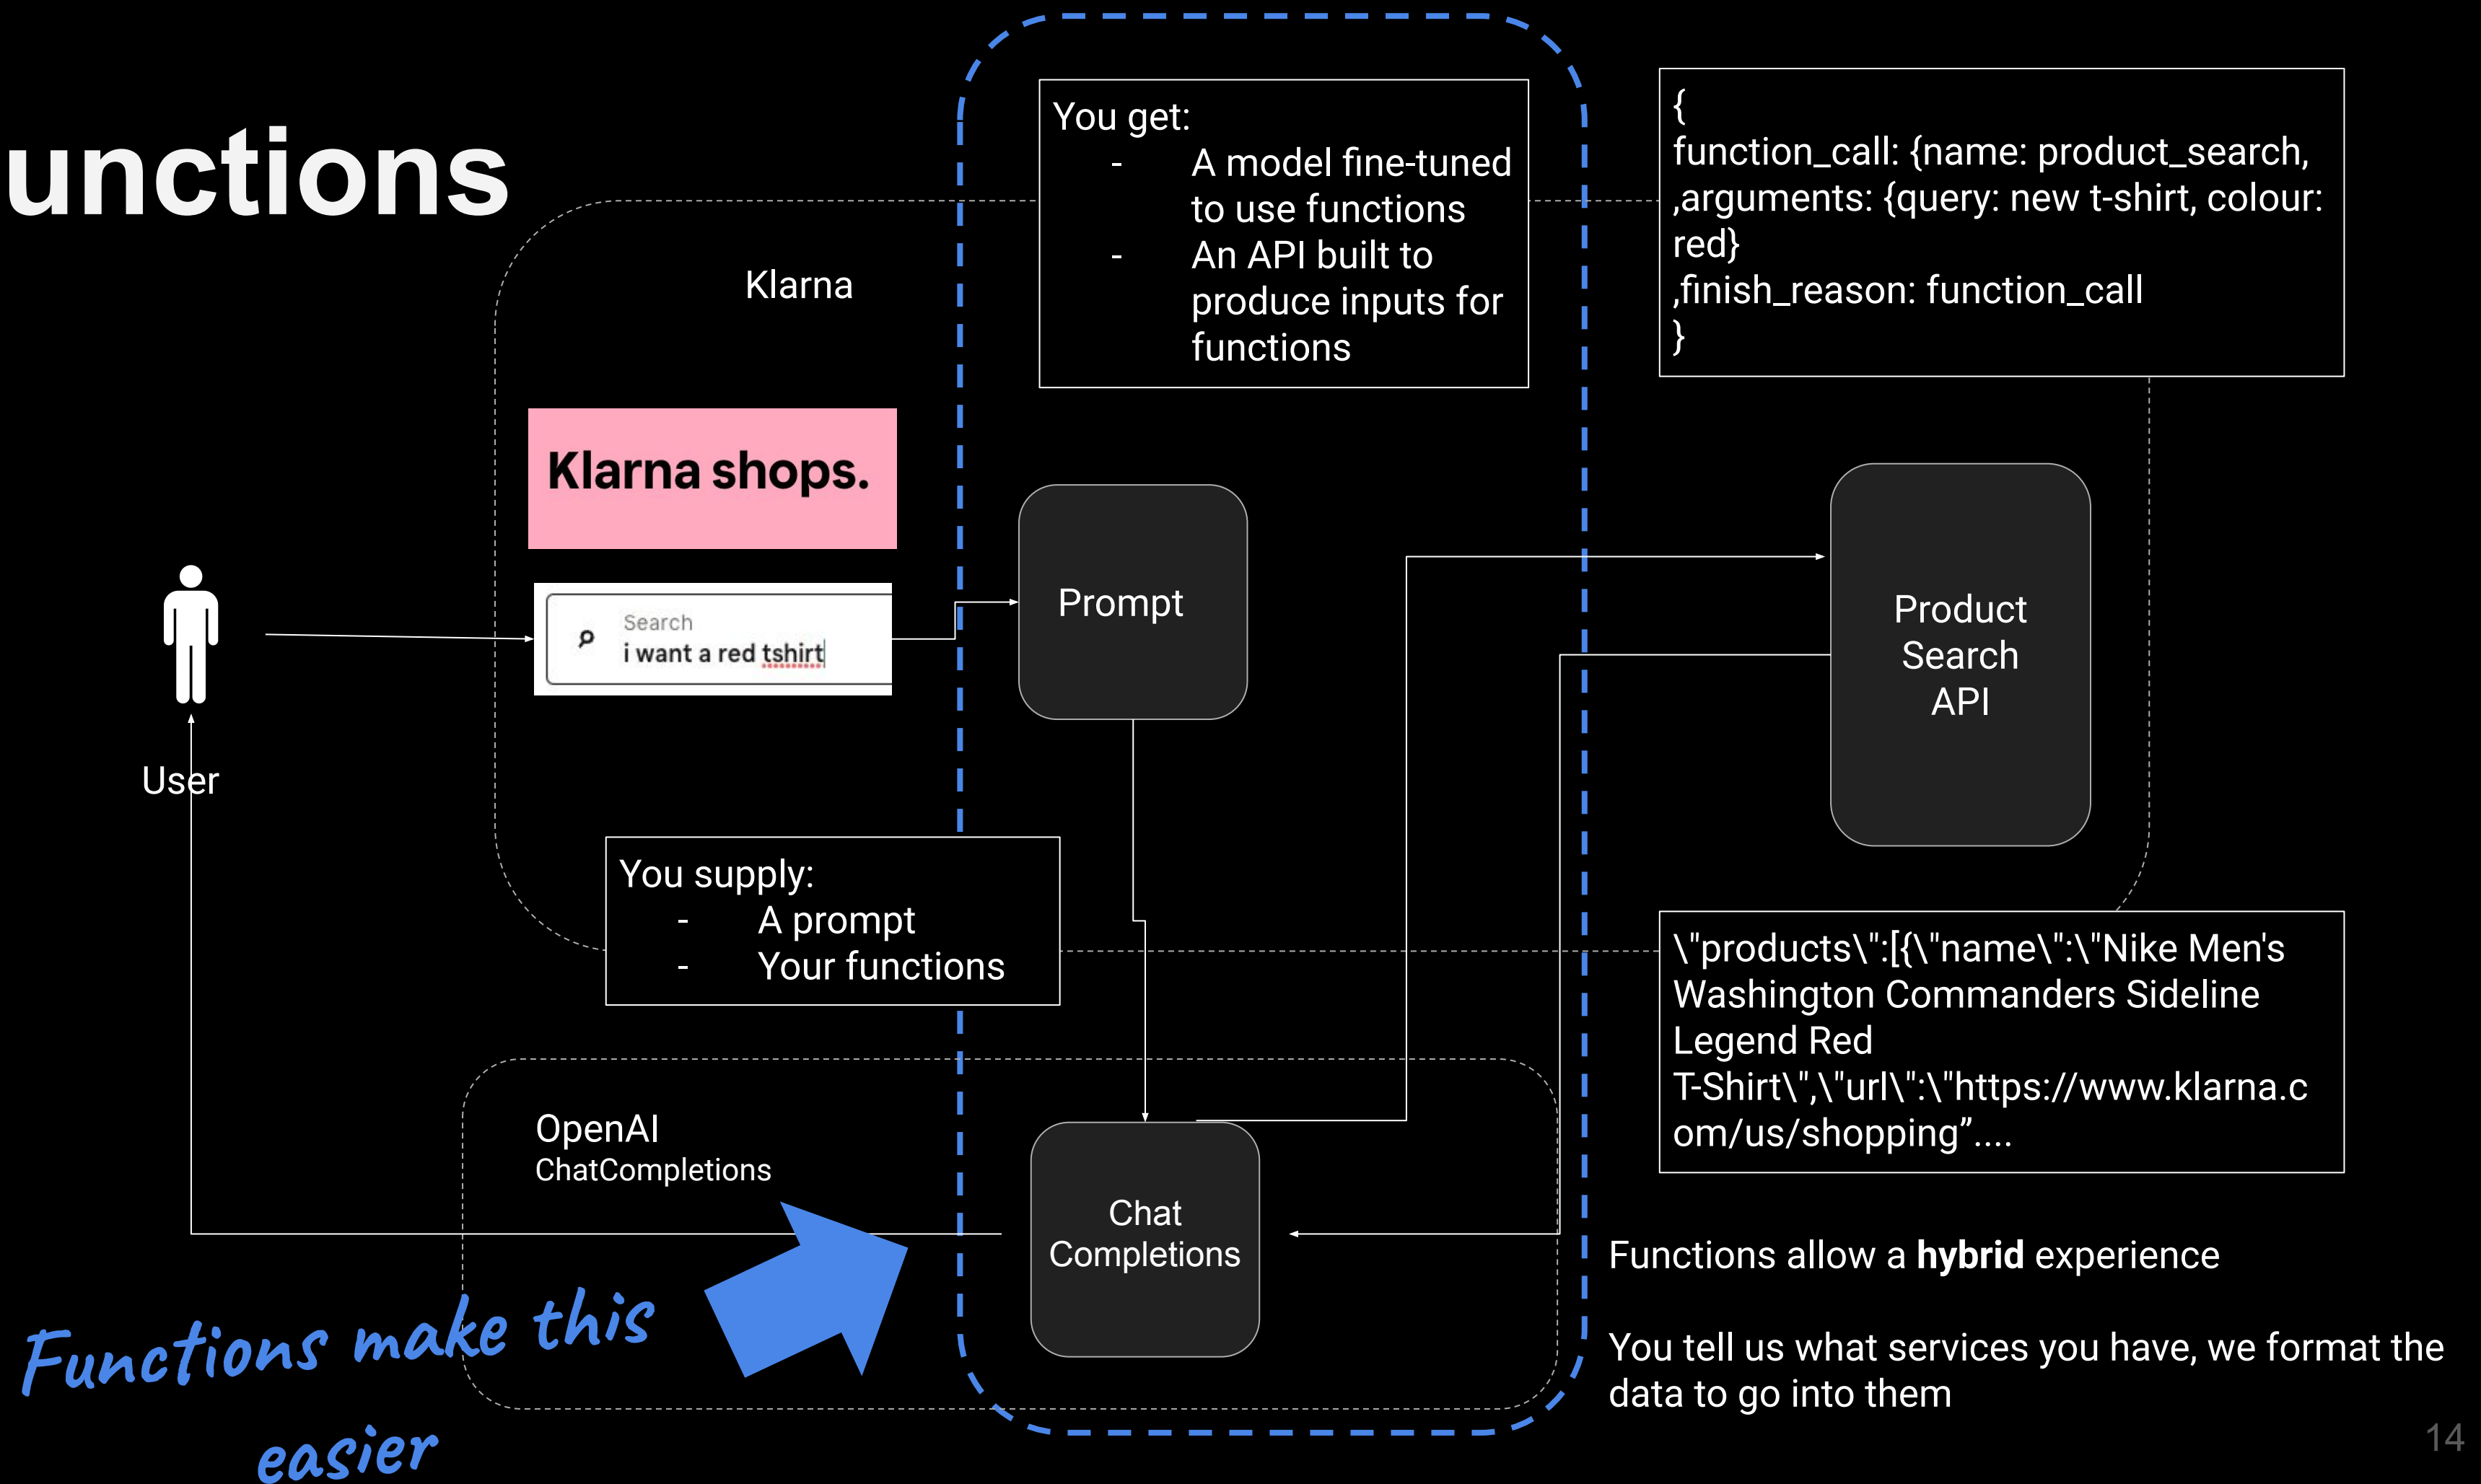 unctions
You get:
- A model fine-tuned
to use functions
- An API built to
produce inputs for
functions
{
function_call: {name: product_search,
,arguments: {query: new t-shirt, colour:
red}
,finish_reason: function_call
}
Klarna
Klarna shops.
Search
i want a red tshirt
Prompt
Product
Search
API
User
You supply:
- A prompt
- Your functions
\"products\":[{\"name\":\"Nike Men's
Washington Commanders Sideline
Legend Red
T-Shirt\",\"url\":\"https://www.klarna.c
om/us/shopping”....
OpenAI
ChatCompletions
Chat
Completions
Functions allow a hybrid experience
You tell us what services you have, we format the
data to go into them
Functions make this
easier
14